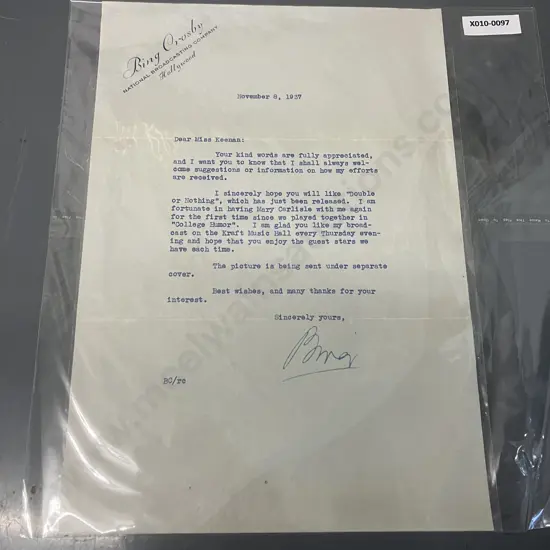 X010-0097
Bing Crosby
NATIONAL BROADCASTING COMPANY
Hollywood
November 8, 1937
Dear Miss Keenan:
Your kind words are fully appreciated,
and I want you to know that I shall always wel-
come suggestions or information on how my efforts
are received.
I sincerely hope you will like "Double
or Nothing", which has just been released. I am
fortunate in having Mary Carlisle with me again
for the first time since we played together in
"College Humor". I am glad you like my broad-
cast on the Kraft Music Hall every Thursday even-
ing and hope that you enjoy the guest stars we
have each time.
The picture is being sent under separate
cover.
Best wishes, and many thanks for your
interest.
Sincerely yours,
Bing
BC/rc